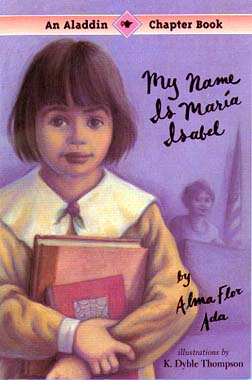 An Aladdin Chapter Book
My Name
Is María
Isabel
by
Alma Flor
Ada
illustrations by
K. Dyble Thompson